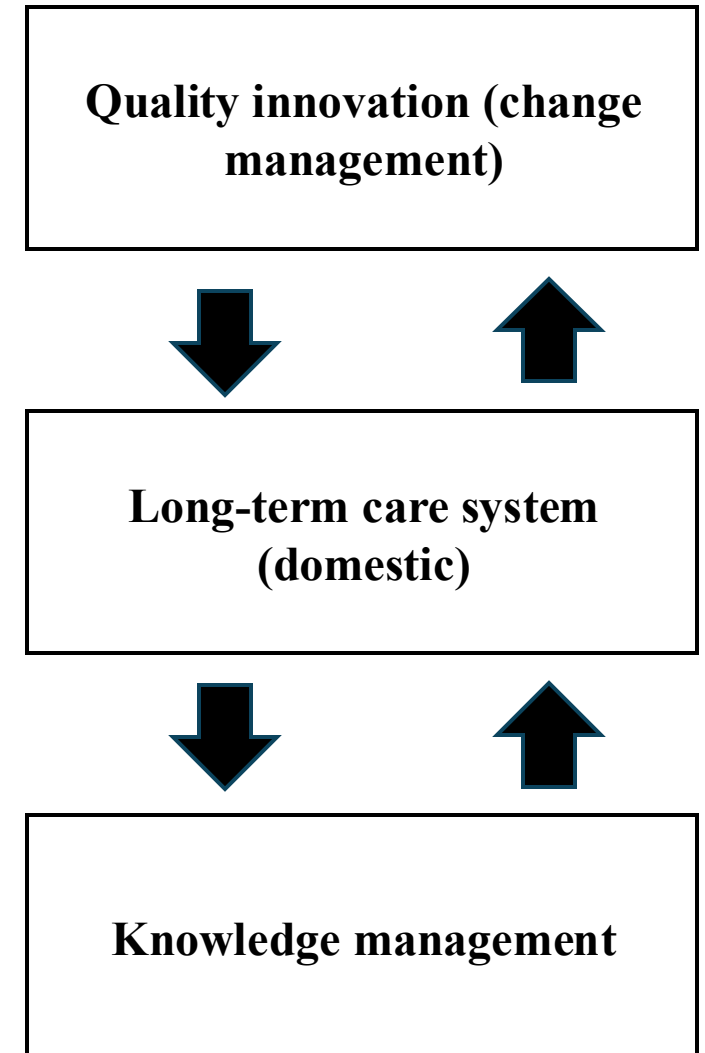 Quality innovation (change
management)
Long-term care system
(domestic)
Knowledge management